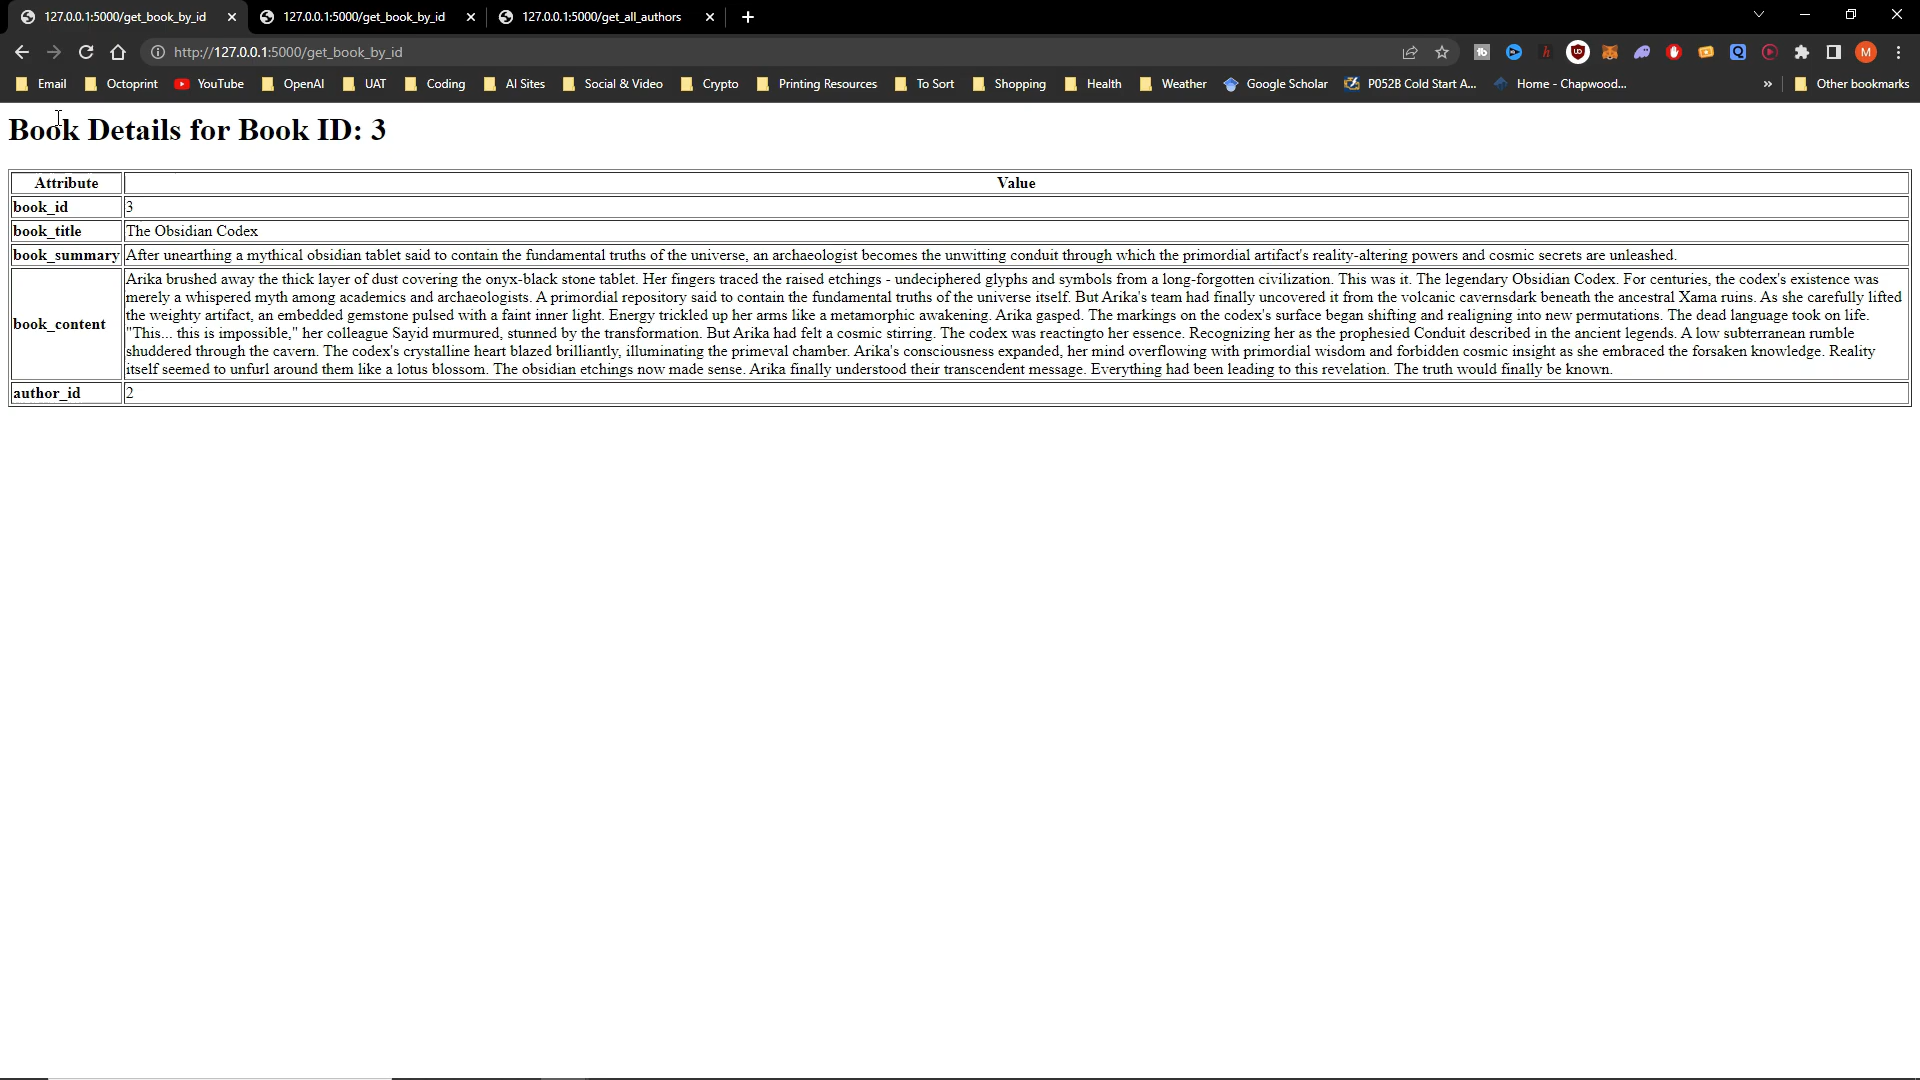 127.0.0.1:5000/get_book_by_id
127.0.0.1:5000/get_book_by_id
127.0.0.1:5000/get_all_authors
http://127.0.0.1:5000/get_book_by_id
M
Email
Octoprint
YouTube
OpenAI
UAT
Coding
AI Sites
Social & Video
Crypto
Printing Resources
To Sort
Shopping
Health
Weather
Google Scholar
P052B Cold Start A...
Home - Chapwood...
»
Other bookmarks
Book Details for Book ID: 3
Attribute Value
book_id 3
book_title The Obsidian Codex
book_summary After unearthing a mythical obsidian tablet said to contain the fundamental truths of the universe, an archaeologist becomes the unwitting conduit through which the primordial artifact's reality-altering powers and cosmic secrets are unleashed.
book_content
Arika brushed away the thick layer of dust covering the onyx-black stone tablet. Her fingers traced the raised etchings - undeciphered glyphs and symbols from a long-forgotten civilization. This was it. The legendary Obsidian Codex. For centuries, the codex's existence was
merely a whispered myth among academics and archaeologists. A primordial repository said to contain the fundamental truths of the universe itself. But Arika's team had finally uncovered it from the volcanic cavernsdark beneath the ancestral Xama ruins. As she carefully lifted
the weighty artifact, an embedded gemstone pulsed with a faint inner light. Energy trickled up her arms like a metamorphic awakening. Arika gasped. The markings on the codex's surface began shifting and realigning into new permutations. The dead language took on life.
"This... this is impossible," her colleague Sayid murmured, stunned by the transformation. But Arika had felt a cosmic stirring. The codex was reactingto her essence. Recognizing her as the prophesied Conduit described in the ancient legends. A low subterranean rumble
shuddered through the cavern. The codex's crystalline heart blazed brilliantly, illuminating the primeval chamber. Arika's consciousness expanded, her mind overflowing with primordial wisdom and forbidden cosmic insight as she embraced the forsaken knowledge. Reality
itself seemed to unfurl around them like a lotus blossom. The obsidian etchings now made sense. Arika finally understood their transcendent message. Everything had been leading to this revelation. The truth would finally be known.
author_id 2